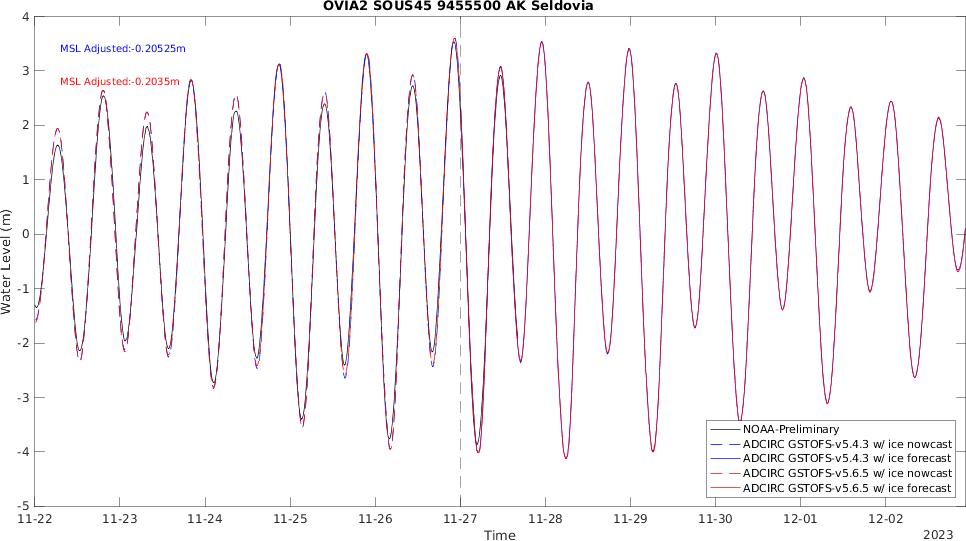 OVIA2 SOUS45 9455500 AK Seldovia
MSL Adjusted:-0.20525m
MSL Adjusted:-0.2035m
4
3
2
1
0
-1
-2
-3
-4
-5
Water Level (m)
NOAA-Preliminary
ADCIRC GSTOFS-v5.4.3 w/ ice nowcast
ADCIRC GSTOFS-v5.4.3 w/ ice forecast
ADCIRC GSTOFS-v5.6.5 w/ ice nowcast
ADCIRC GSTOFS-v5.6.5 w/ ice forecast
11-22 11-23 11-24 11-25 11-26 11-27 11-28 11-29 11-30 12-01 12-02
Time
2023